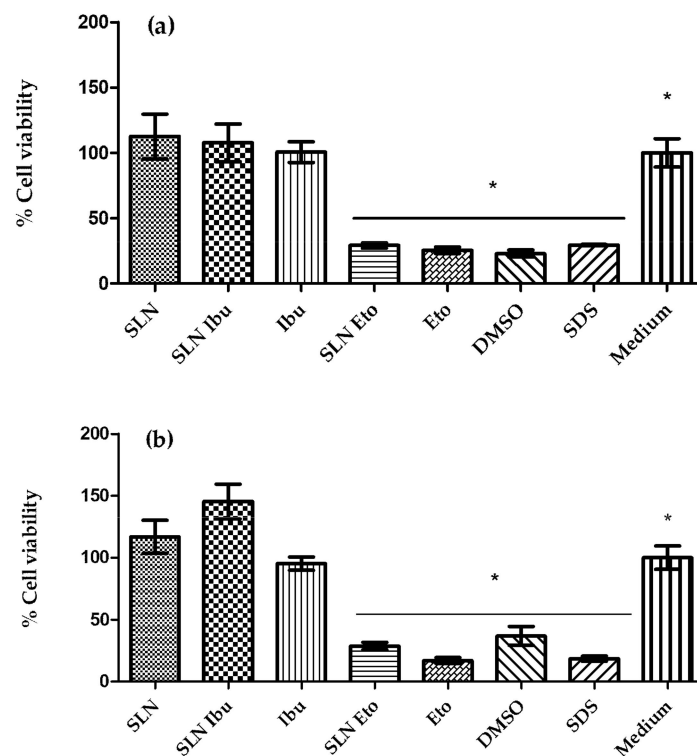 (a)
% Cell viability
200
150
100
50
0
*
*
SLN
SLN Ibu
Ibu
SLN Eto
Eto
DMSO
SDS
Medium
(b)
% Cell viability
200
150
100
50
0
*
*
SLN
SLN Ibu
Ibu
SLN Eto
Eto
DMSO
SDS
Medium